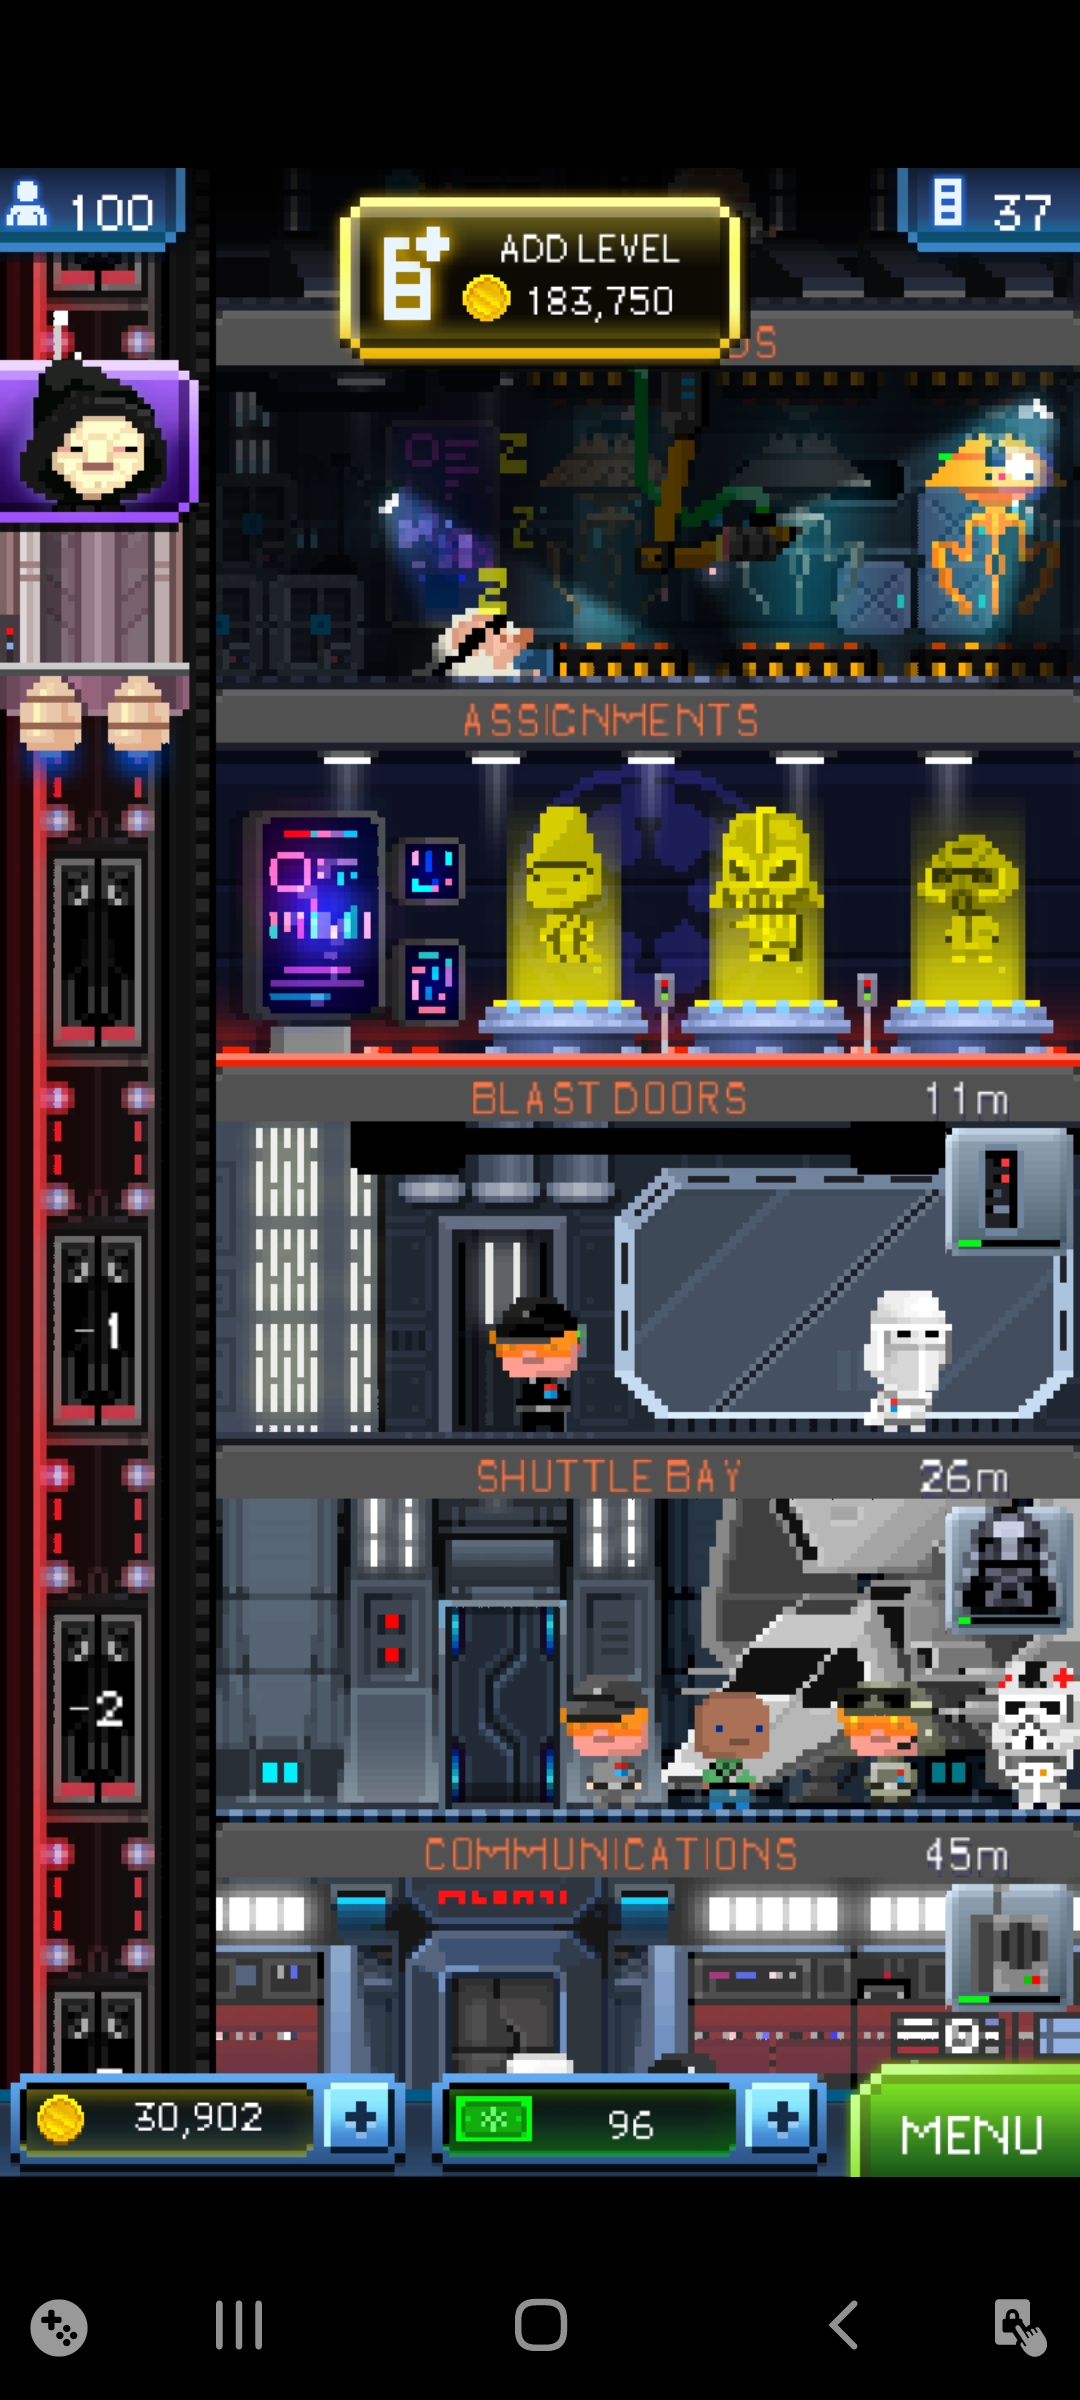 100
37
ADD LEVEL
183,750
Z
Z
Z
ASSIGNMENTS
BLAST DOORS 11m
-1
SHUTTLE BAY 26m
-2
COMMUNICATIONS 45m
30,902
96
MENU